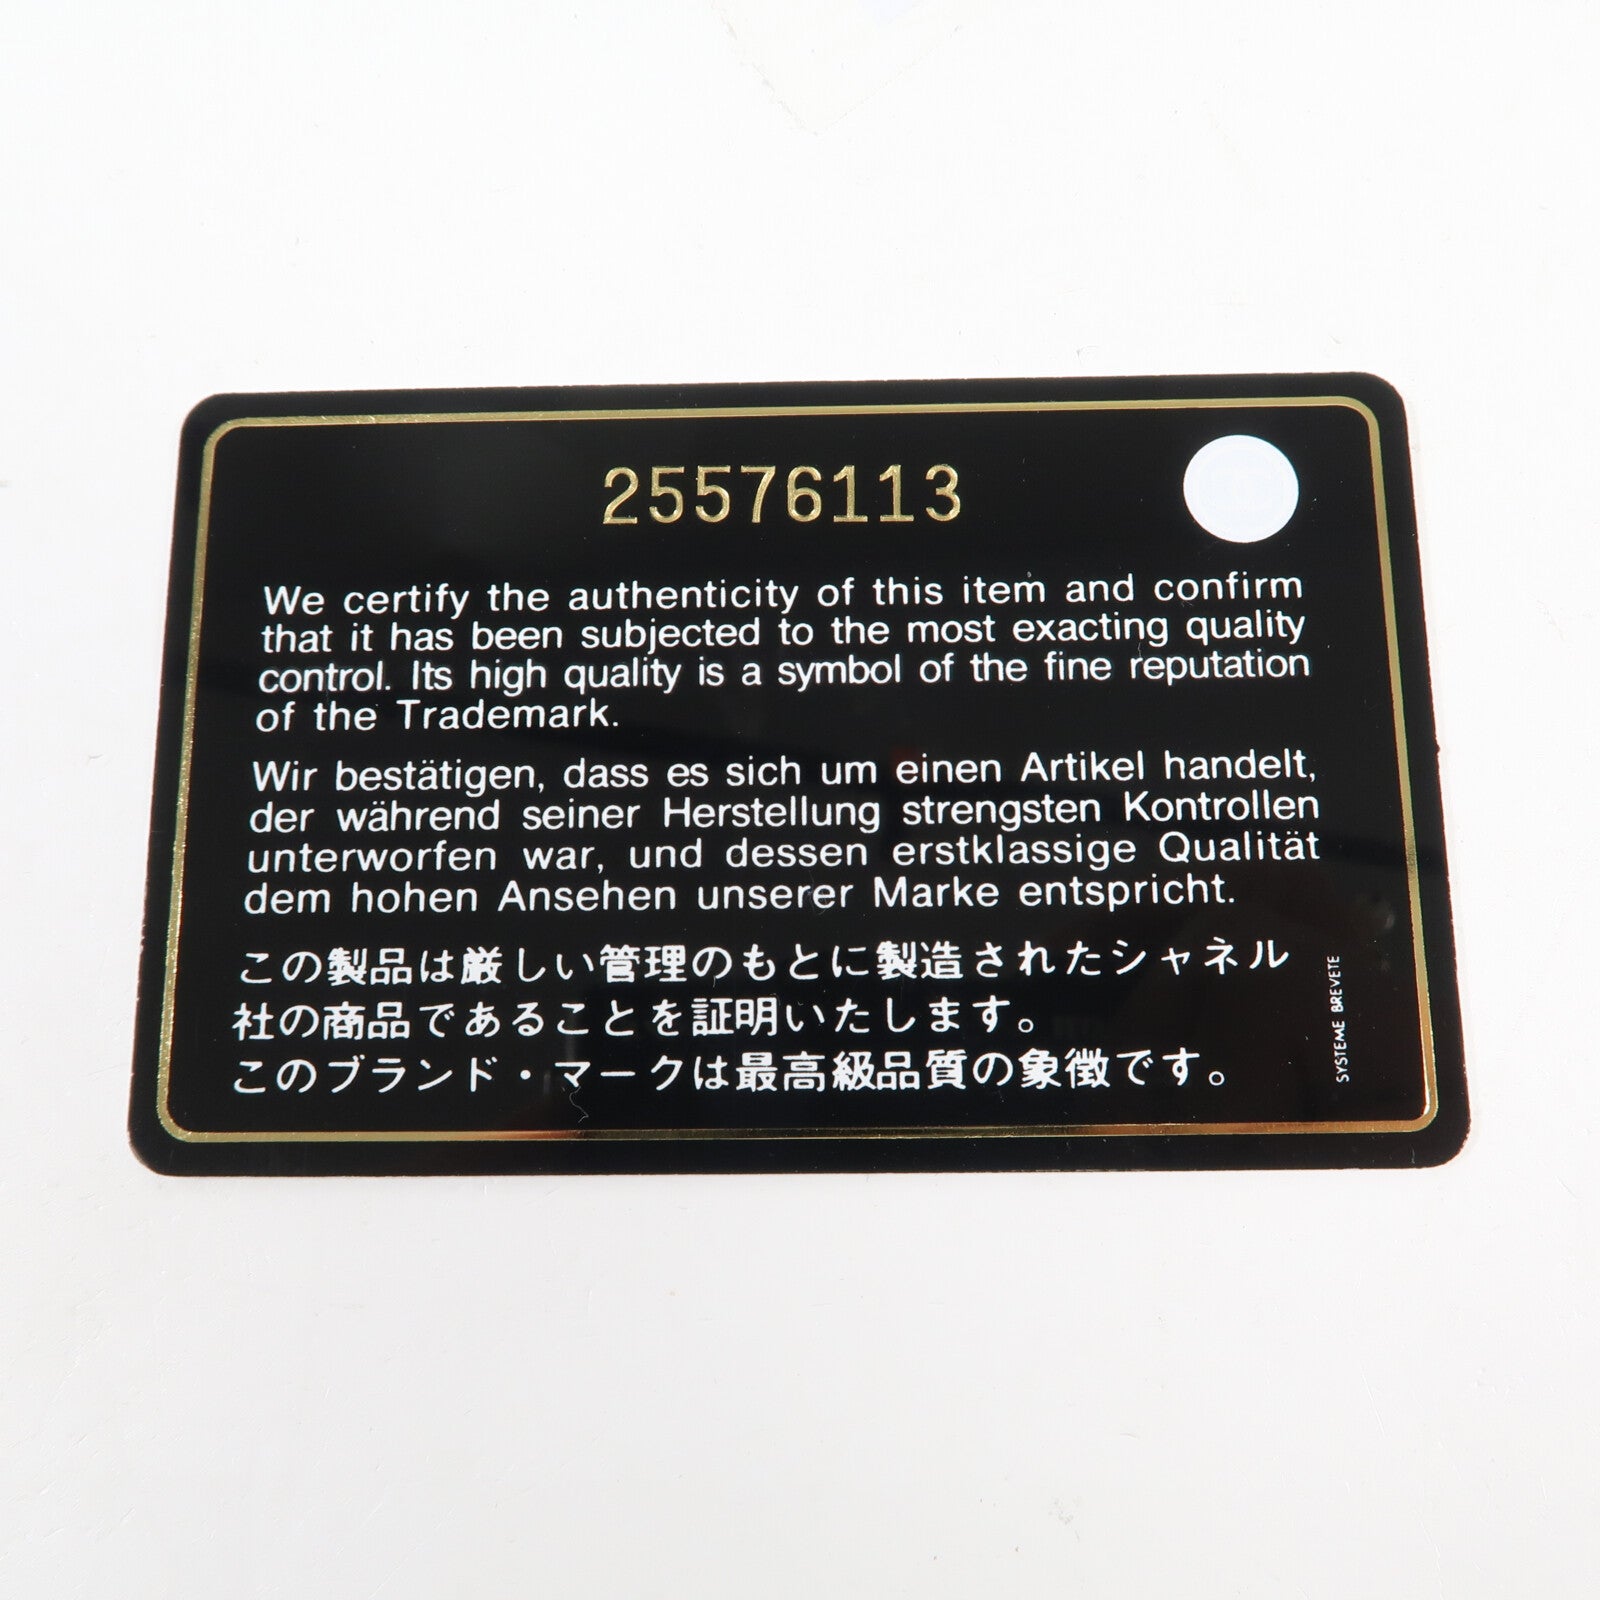 25576113
We certify the authenticity of this item and confirm
that it has been subjected to the most exacting quality
control. Its high quality is a symbol of the fine reputation
of the Trademark.
Wir bestätigen, dass es sich um einen Artikel handelt,
der während seiner Herstellung strengsten Kontrollen
unterworfen war, und dessen erstklassige Qualität
dem hohen Ansehen unserer Marke entspricht.
この製品は厳しい管理のもとに製造されたシャネル
社の商品であることを証明いたします。
このブランド・マークは最高級品質の象徴です。
SYSTEME BREVETE